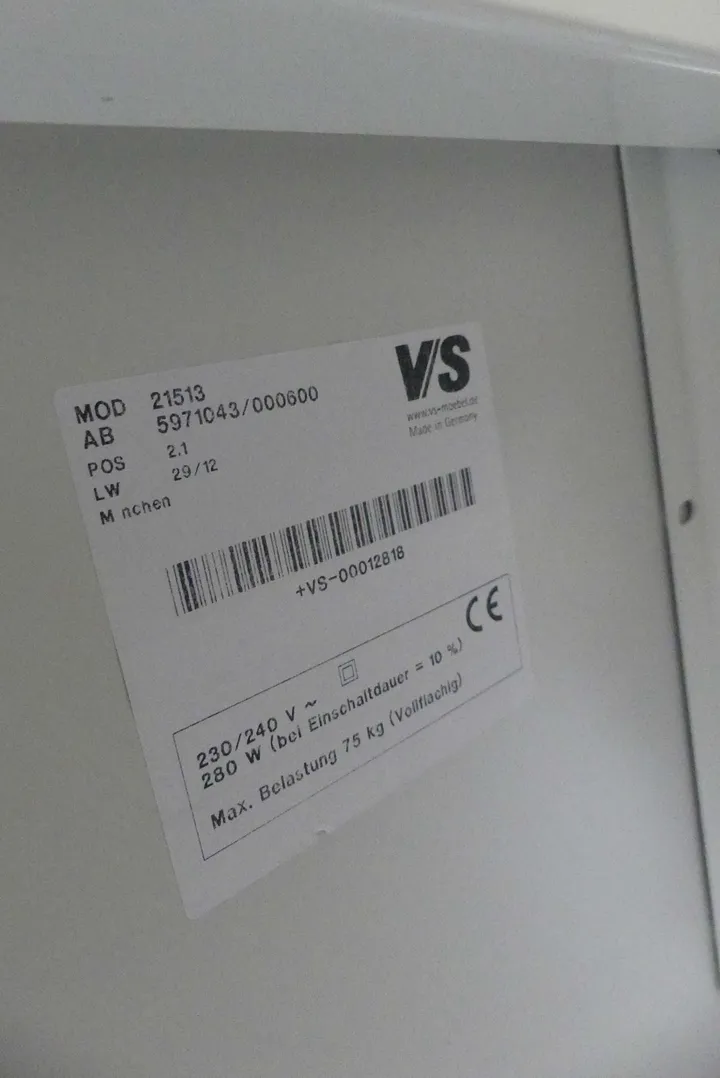 V/S
www.vs-moebel.de
Made in Germany
MOD 21513
AB 5971043/000600
POS 2.1
LW 29/12
M nchen
+VS-00012818
CE
230/240 V ~
280 W (bei Einschaltdauer = 10 %)
Max. Belastung 75 kg (Vollflächig)